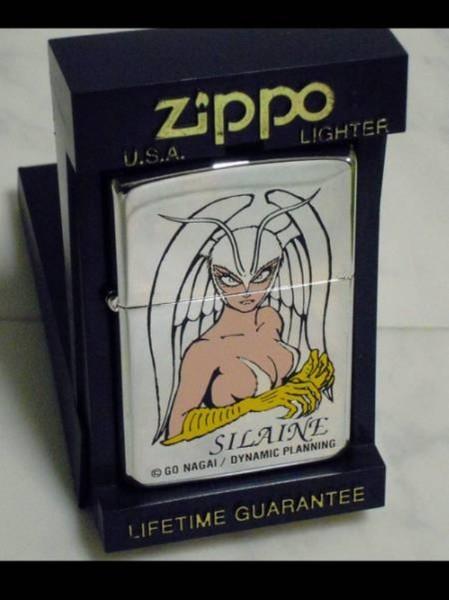 zippo
U.S.A. LIGHTER
SILAINE
© GO NAGAI / DYNAMIC PLANNING
LIFETIME GUARANTEE